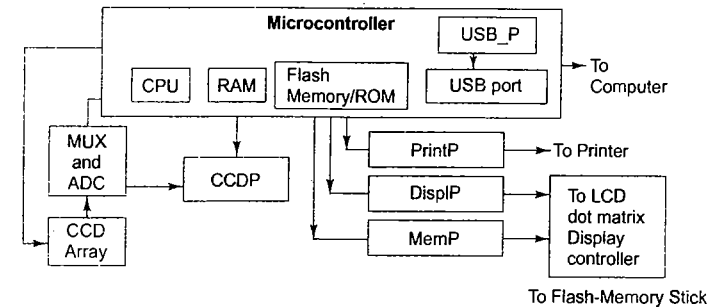 Microcontroller
USB_P
CPU
RAM
Flash
Memory/ROM
USB port
To
Computer
MUX
and
ADC
CCDP
CCD
Array
PrintP
To Printer
DisplP
MemP
To LCD
dot matrix
Display
controller
To Flash-Memory Stick